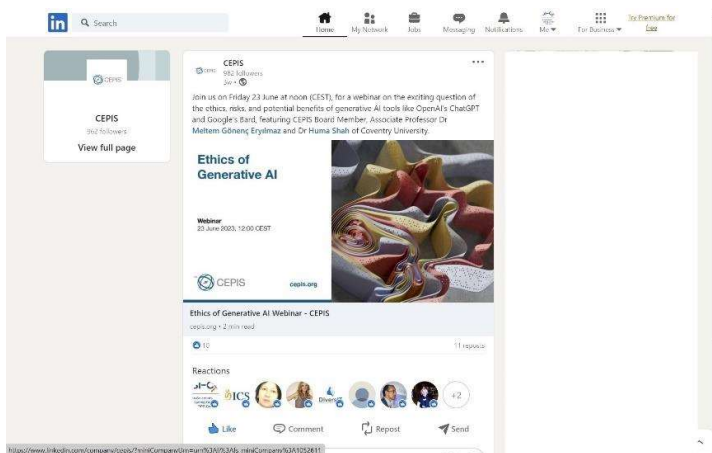 in
Search
Home
My Network
Jobs
Messaging
Notifications
Me
For Business
Try Premium for
free
CEPIS
CEPIS
followers
View full page
CEPIS
CEPIS
982 followers
3w
Join us on Friday 23 June at noon (CEST), for a webinar on the exciting question of
the ethics, risks, and potential benefits of generative AI tools like OpenAI's ChatGPT
and Google's Bard, featuring CEPIS Board Member, Associate Professor Dr
Meltem Gönenç Eryılmaz and Dr Huma Shah of Coventry University.
Ethics of
Generative AI
Webinar
23 June 2023, 12:00 CEST
CEPIS
cepis.org
Ethics of Generative AI Webinar - CEPIS
cepis.org • 2 min read
10
11 reposts
Reactions
ICS
Diversit
+2
Like
Comment
Repost
Send